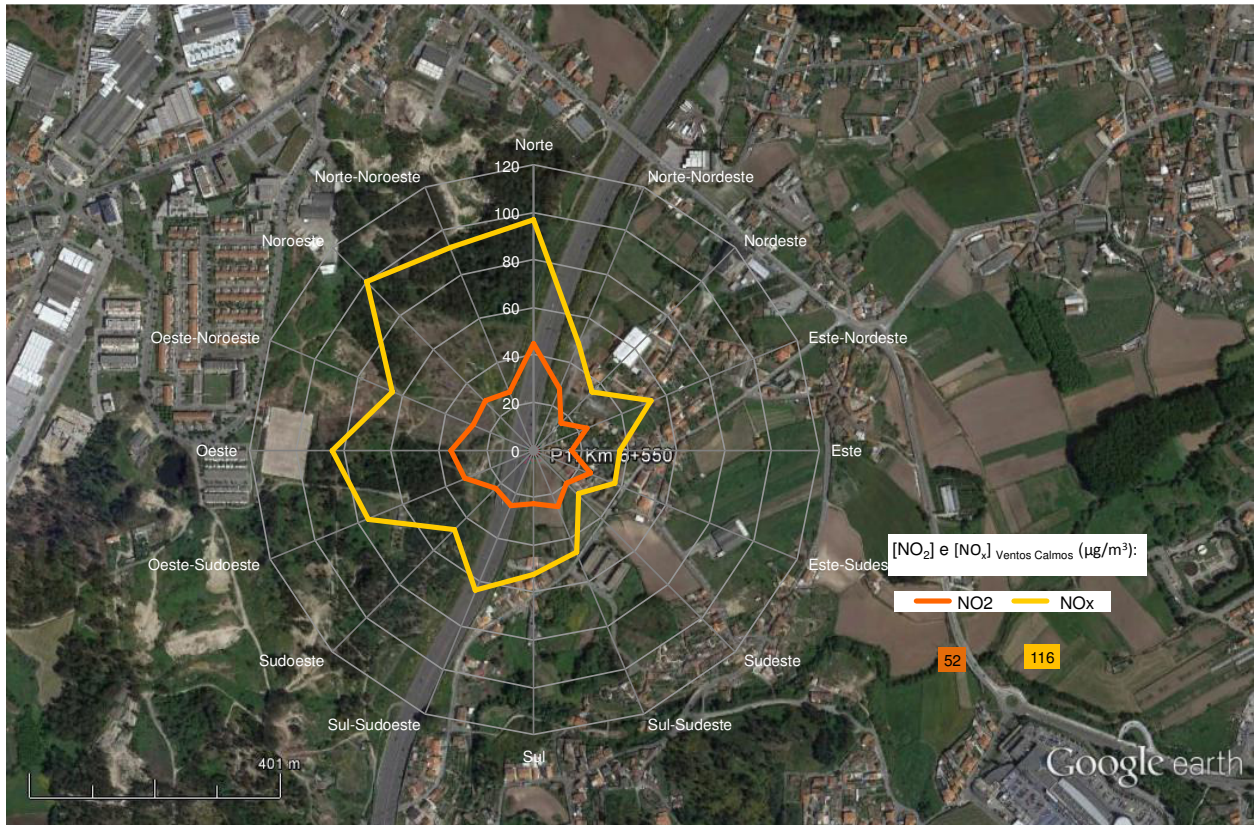 Norte
120
Norte-Noroeste
Norte-Nordeste
100
Noroeste
Nordeste
80
60
Oeste-Noroeste
Este-Nordeste
40
20
Oeste
0
Este
Oeste-Sudoeste
Este-Sudes
[NO₂] e [NOₓ] Ventos Calmos (µg/m³):
NO2
NOx
52
116
Sudoeste
Sudeste
Sul-Sudoeste
Sul-Sudeste
Sul
401 m
Google earth